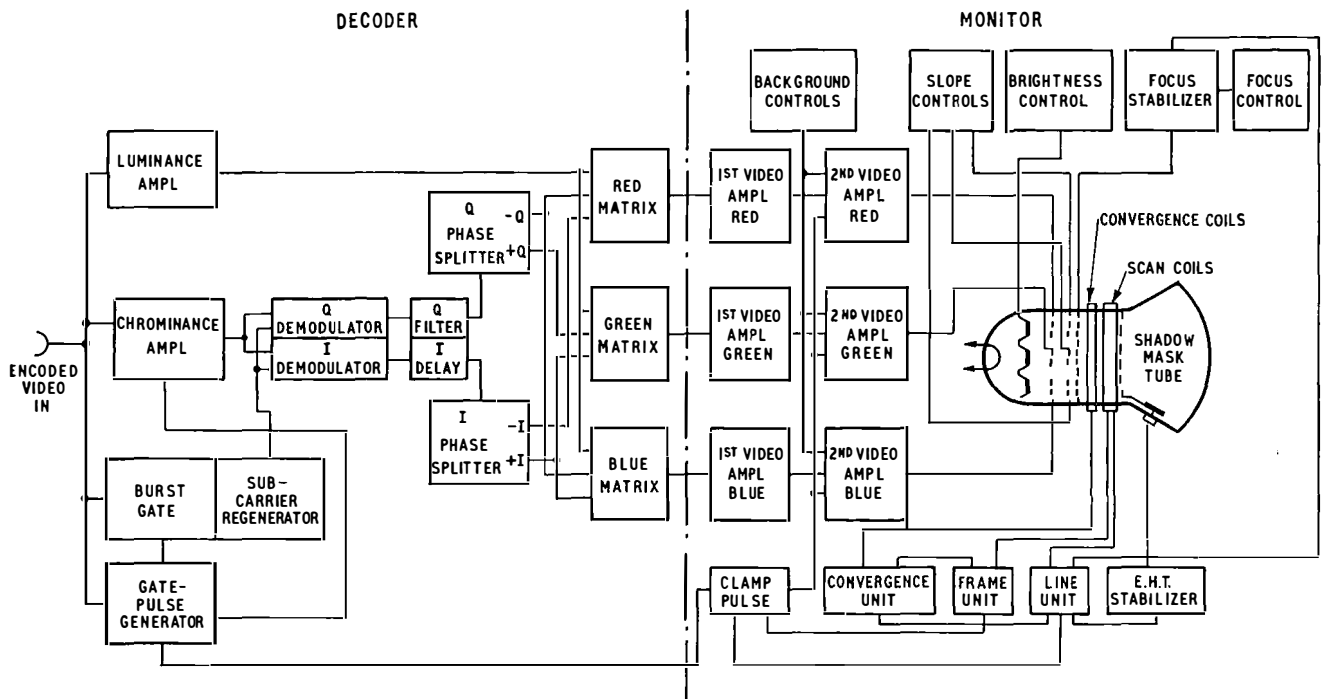 DECODER
MONITOR
BACKGROUND
CONTROLS
SLOPE
CONTROLS
BRIGHTNESS
CONTROL
FOCUS
STABILIZER
FOCUS
CONTROL
LUMINANCE
AMPL
Q
PHASE
SPLITTER
-Q
+Q
RED
MATRIX
1ST VIDEO
AMPL
RED
2ND VIDEO
AMPL
RED
CONVERGENCE COILS
SCAN COILS
ENCODED
VIDEO
IN
CHROMINANCE
AMPL
Q
DEMODULATOR
I
DEMODULATOR
Q
FILTER
I
DELAY
GREEN
MATRIX
1ST VIDEO
AMPL
GREEN
2ND VIDEO
AMPL
GREEN
SHADOW
MASK
TUBE
I
PHASE
SPLITTER
-I
+I
BLUE
MATRIX
1ST VIDEO
AMPL
BLUE
2ND VIDEO
AMPL
BLUE
BURST
GATE
SUB-
CARRIER
REGENERATOR
GATE-
PULSE
GENERATOR
CLAMP
PULSE
CONVERGENCE
UNIT
FRAME
UNIT
LINE
UNIT
E.H.T.
STABILIZER